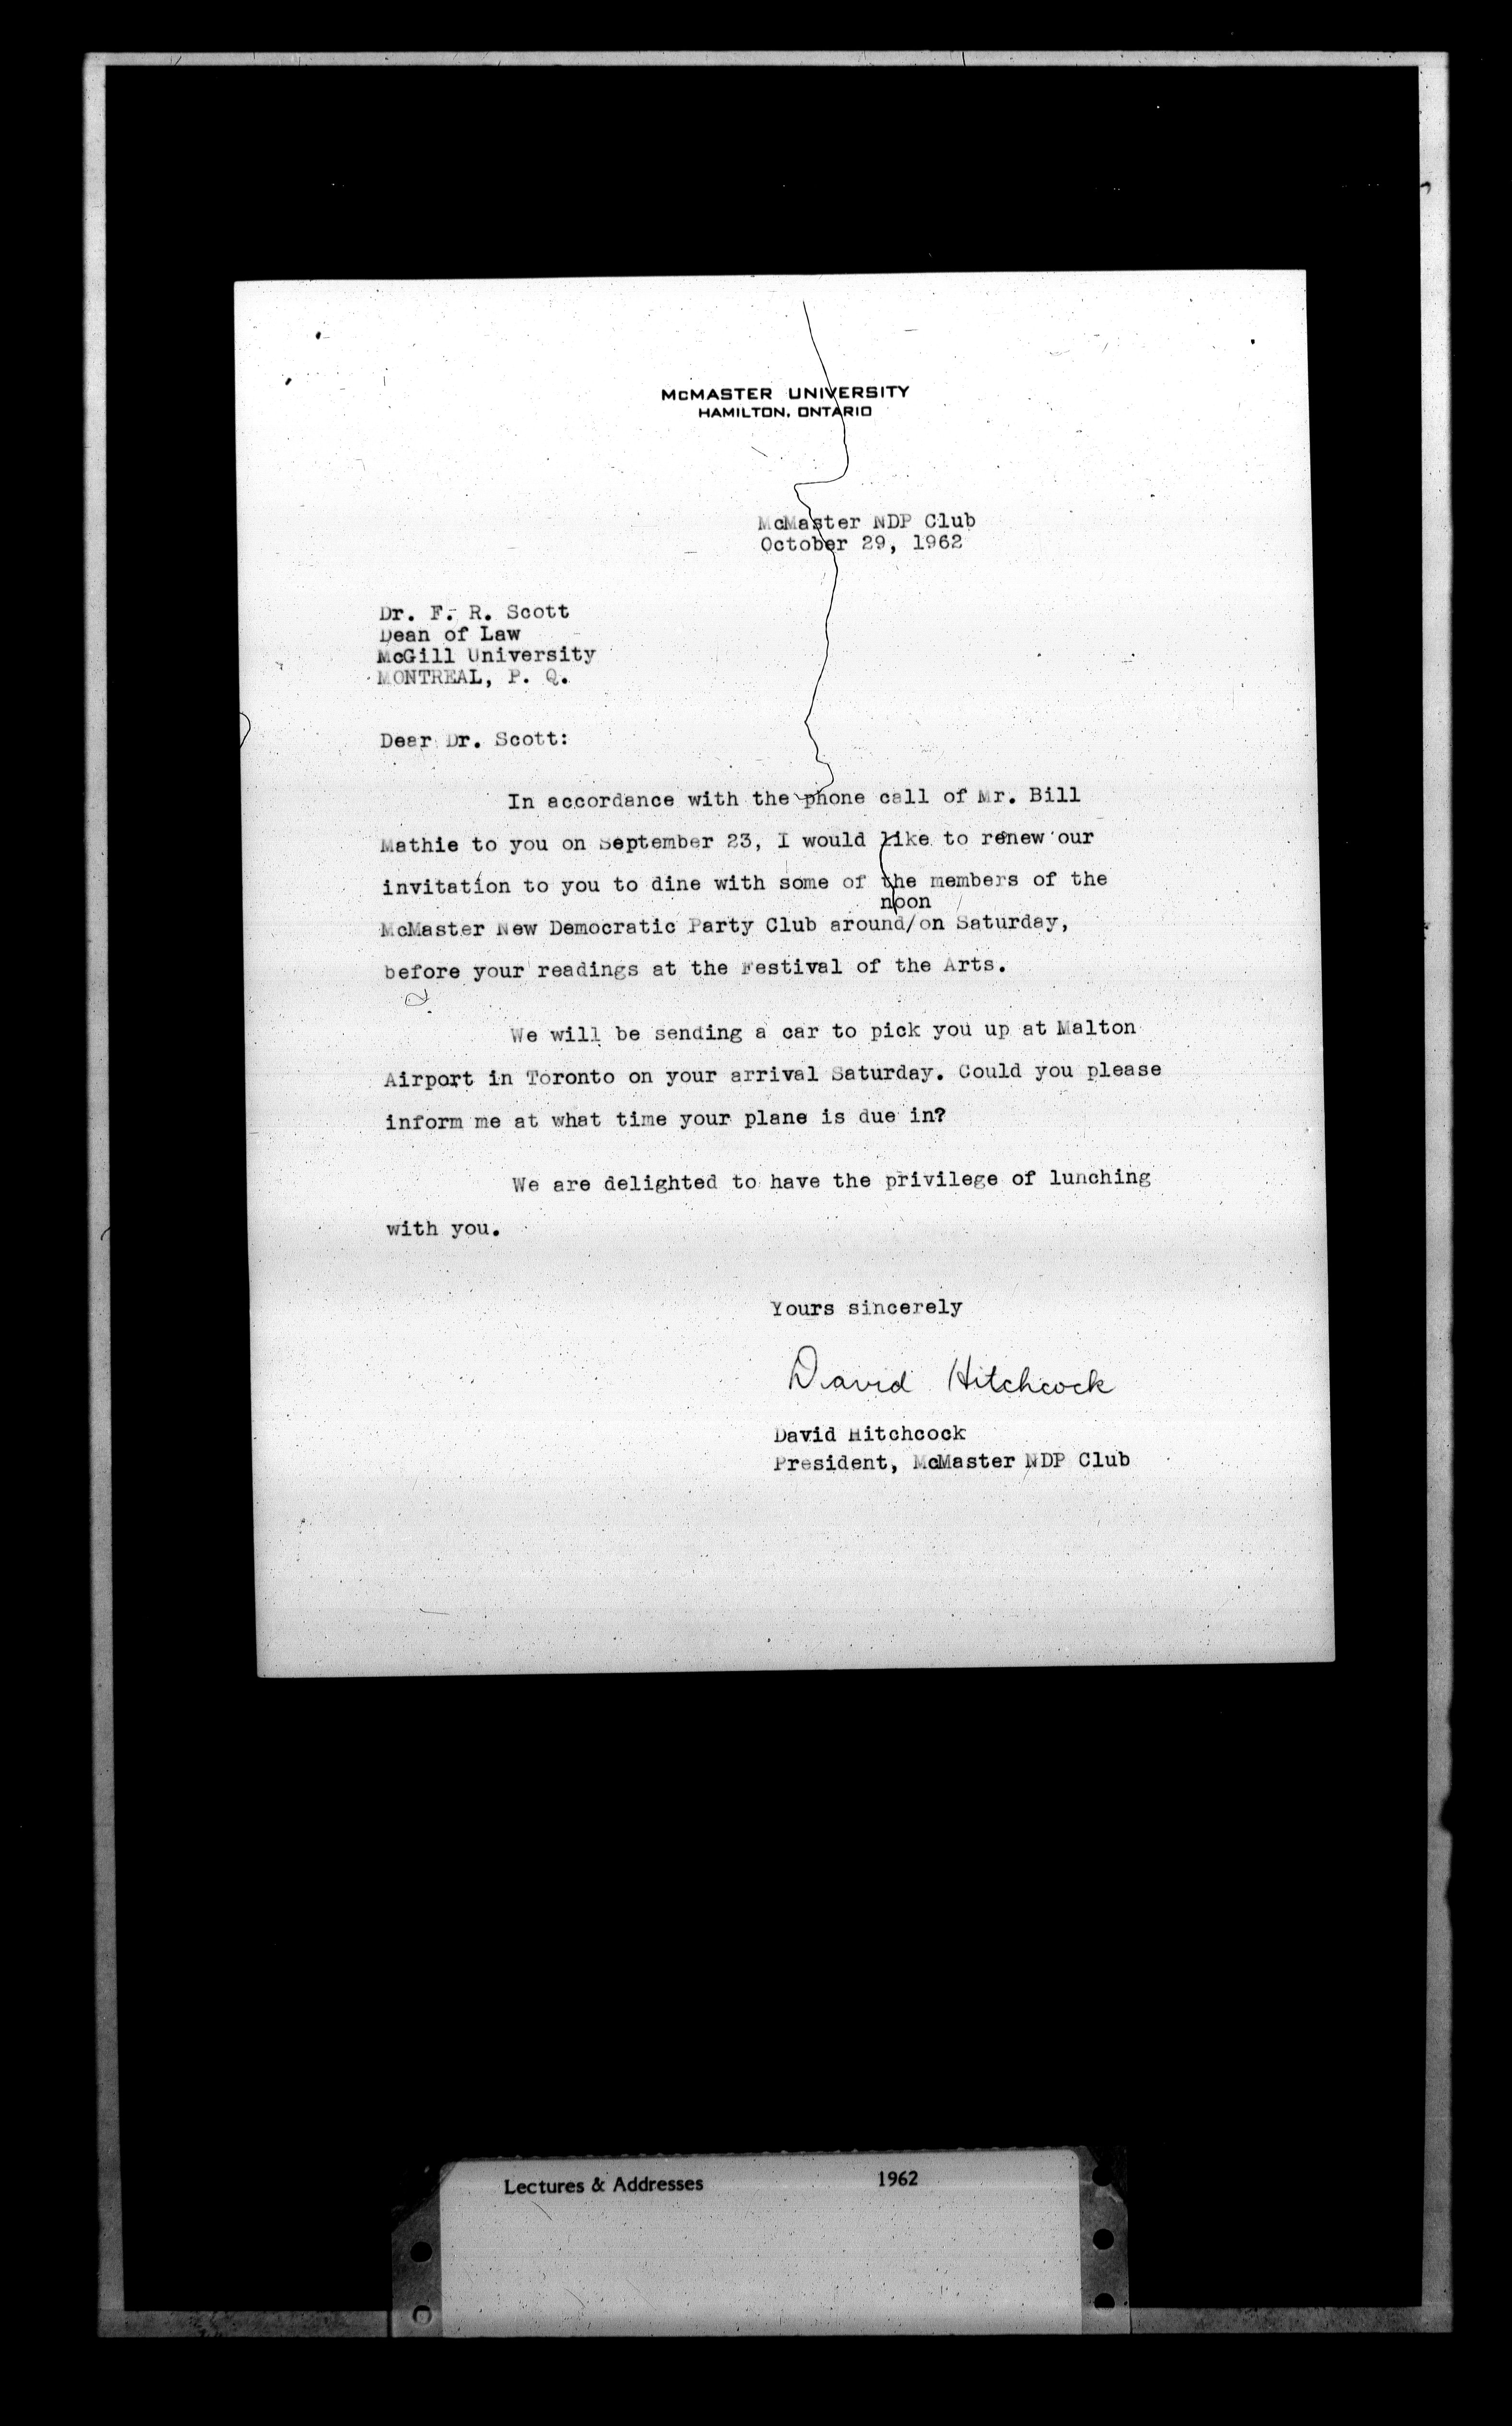 McMASTER UNIVERSITY
HAMILTON, ONTARIO
McMaster NDP Club
October 29, 1962
Dr. F. R. Scott
Dean of Law
McGill University
MONTREAL, P. Q.
Dear Dr. Scott:
In accordance with the phone call of Mr. Bill
Mathie to you on September 23, I would like to renew our
invitation to you to dine with some of the members of the
noon
McMaster New Democratic Party Club around/on Saturday,
before your readings at the Festival of the Arts.
We will be sending a car to pick you up at Malton
Airport in Toronto on your arrival Saturday. Could you please
inform me at what time your plane is due in?
We are delighted to have the privilege of lunching
with you.
Yours sincerely
David Hitchcock
David Hitchcock
President, McMaster NDP Club
Lectures & Addresses 1962